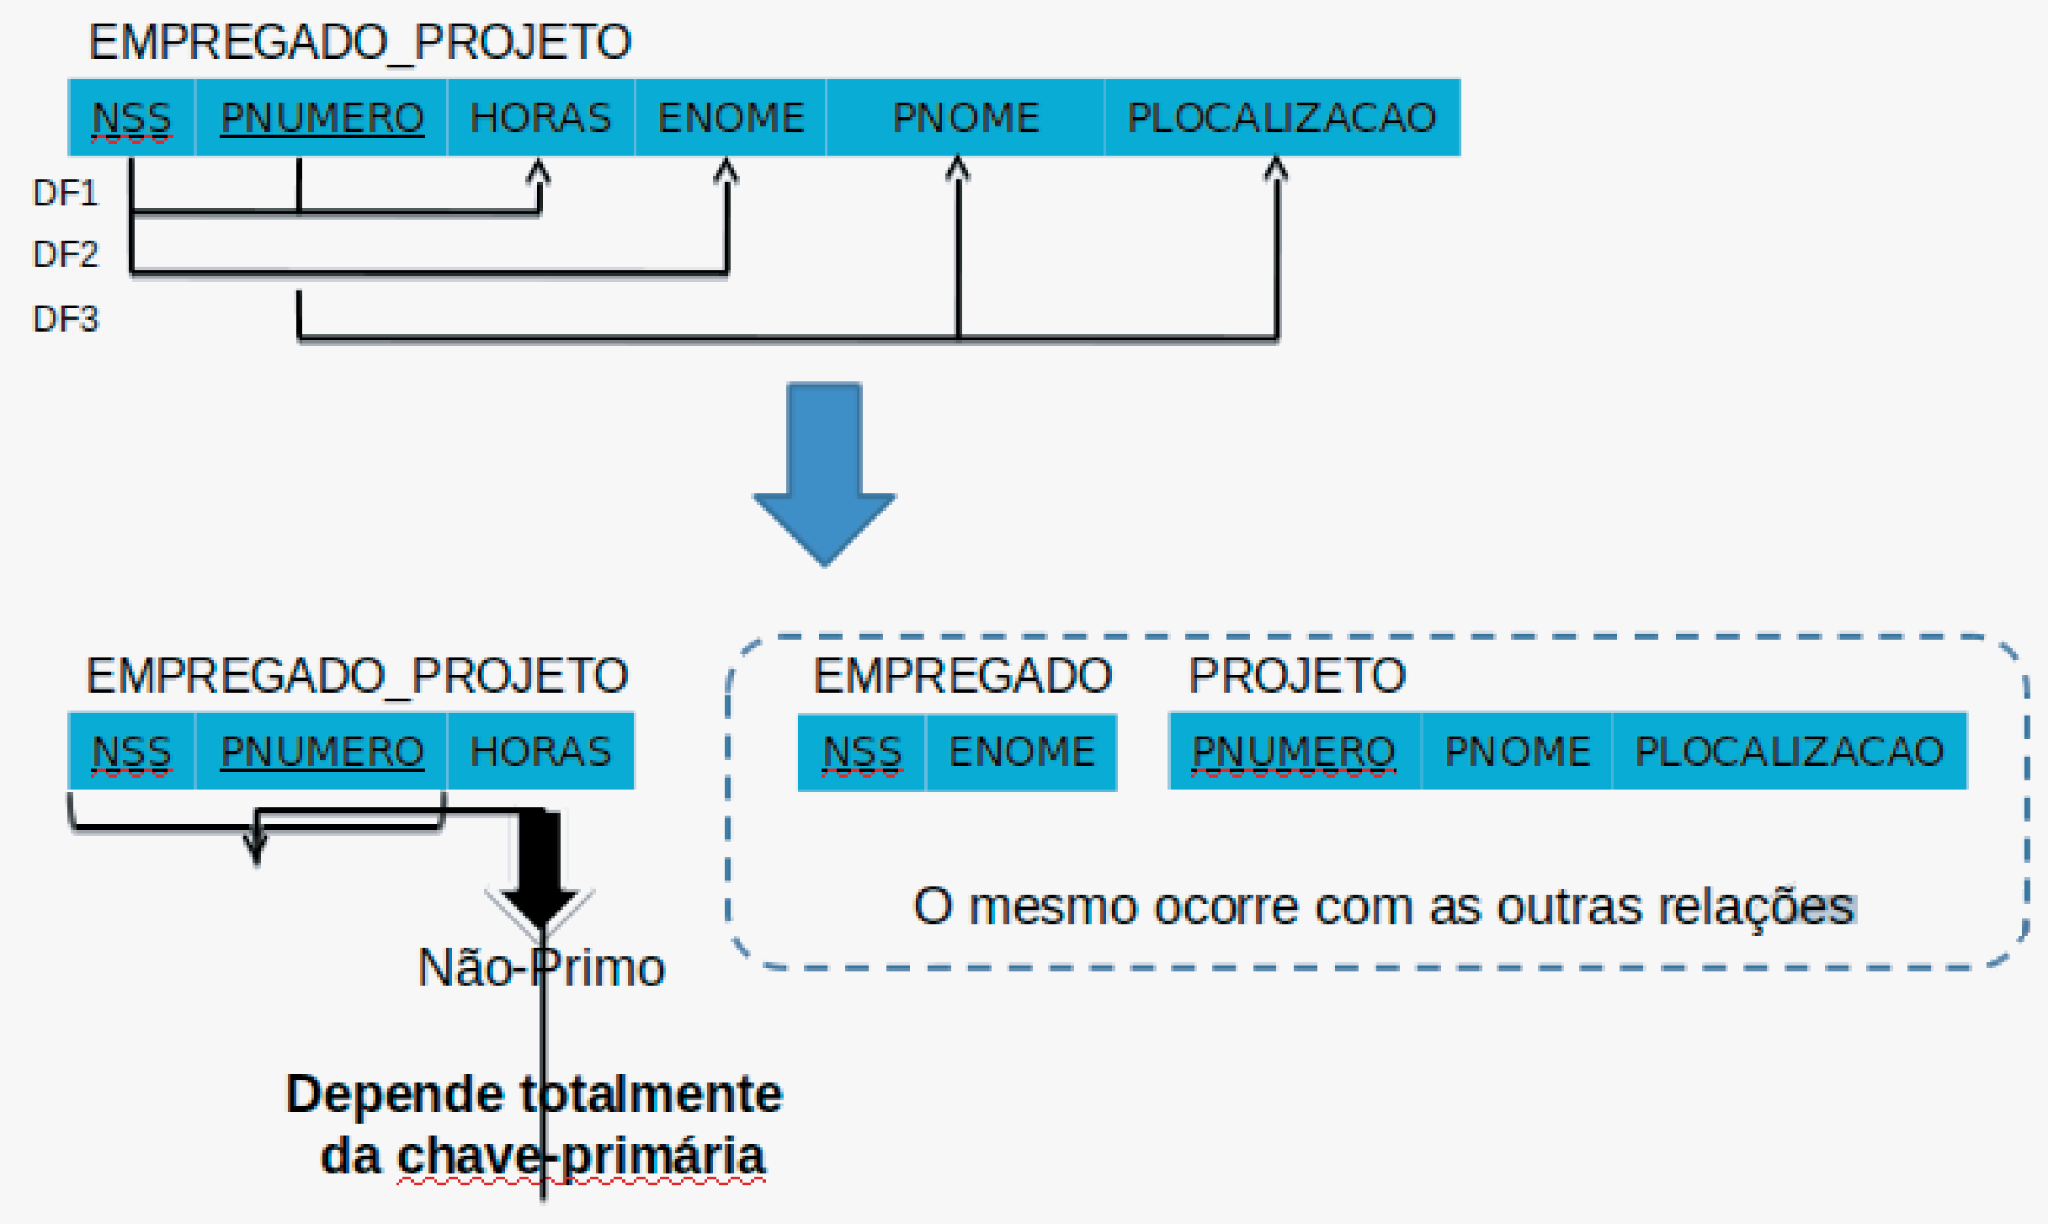 EMPREGADO_PROJETO
NSS PNUMERO HORAS ENOME PNOME PLOCALIZACAO
DF1
DF2
DF3
EMPREGADO_PROJETO
NSS PNUMERO HORAS
EMPREGADO PROJETO
NSS ENOME PNUMERO PNOME PLOCALIZACAO
O mesmo ocorre com as outras relações
Não-Primo
Depende totalmente
da chave-primária